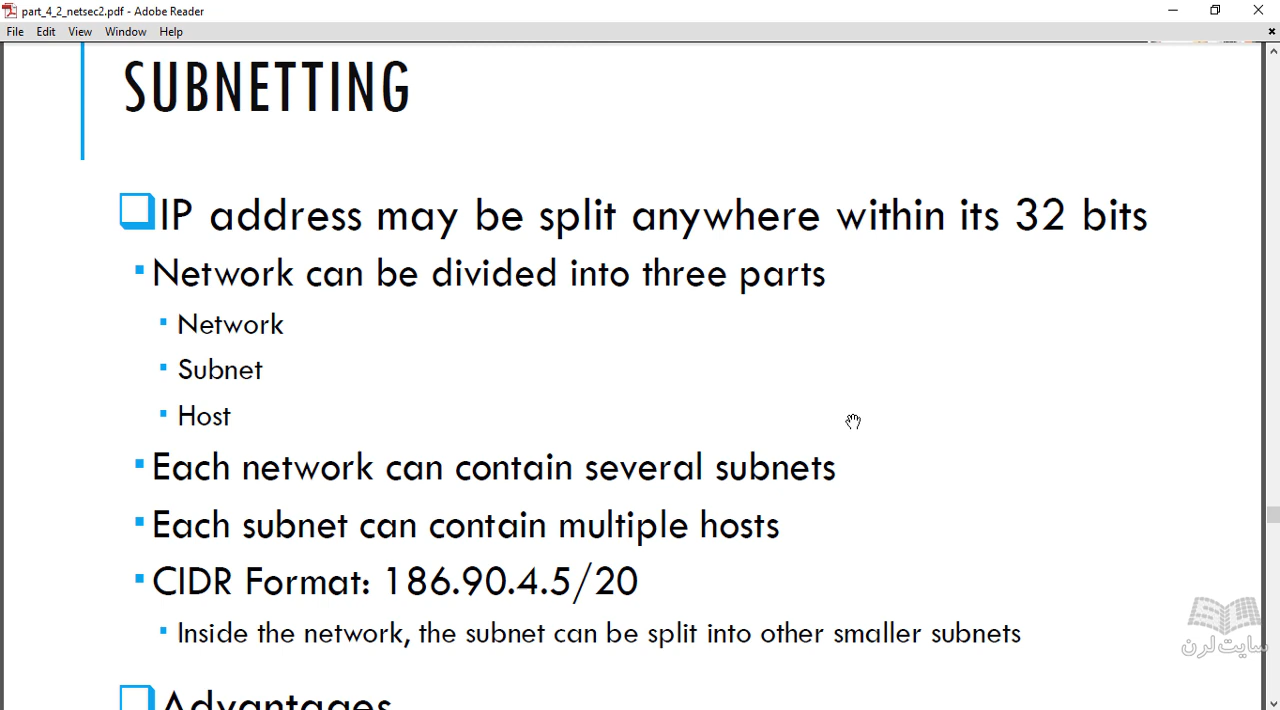 part_4_2_netsec2.pdf - Adobe Reader
File Edit View Window Help
SUBNETTING
IP address may be split anywhere within its 32 bits
Network can be divided into three parts
Network
Subnet
Host
Each network can contain several subnets
Each subnet can contain multiple hosts
CIDR Format: 186.90.4.5/20
Inside the network, the subnet can be split into other smaller subnets
سایت لرن
Advantages